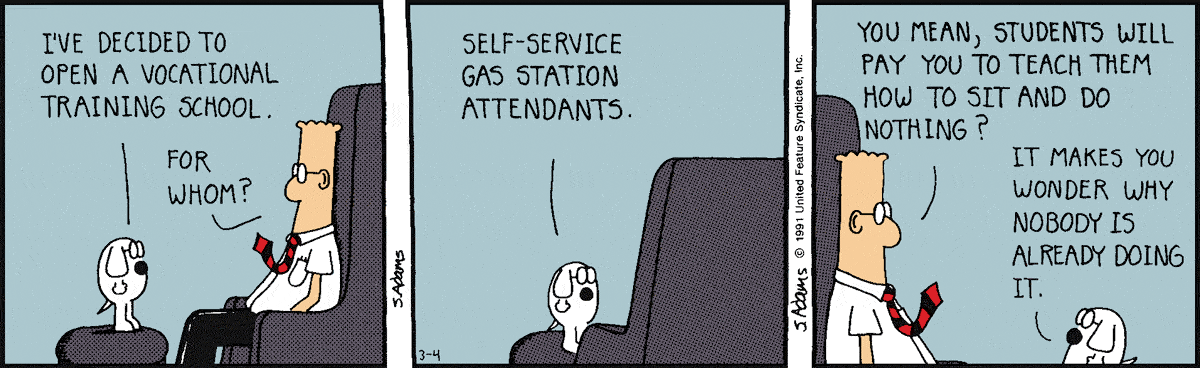 I'VE DECIDED TO
OPEN A VOCATIONAL
TRAINING SCHOOL.
FOR
WHOM?
S.Adams
SELF-SERVICE
GAS STATION
ATTENDANTS.
3-4
S.Adams © 1991 United Feature Syndicate, Inc.
YOU MEAN, STUDENTS WILL
PAY YOU TO TEACH THEM
HOW TO SIT AND DO
NOTHING?
IT MAKES YOU
WONDER WHY
NOBODY IS
ALREADY DOING
IT.